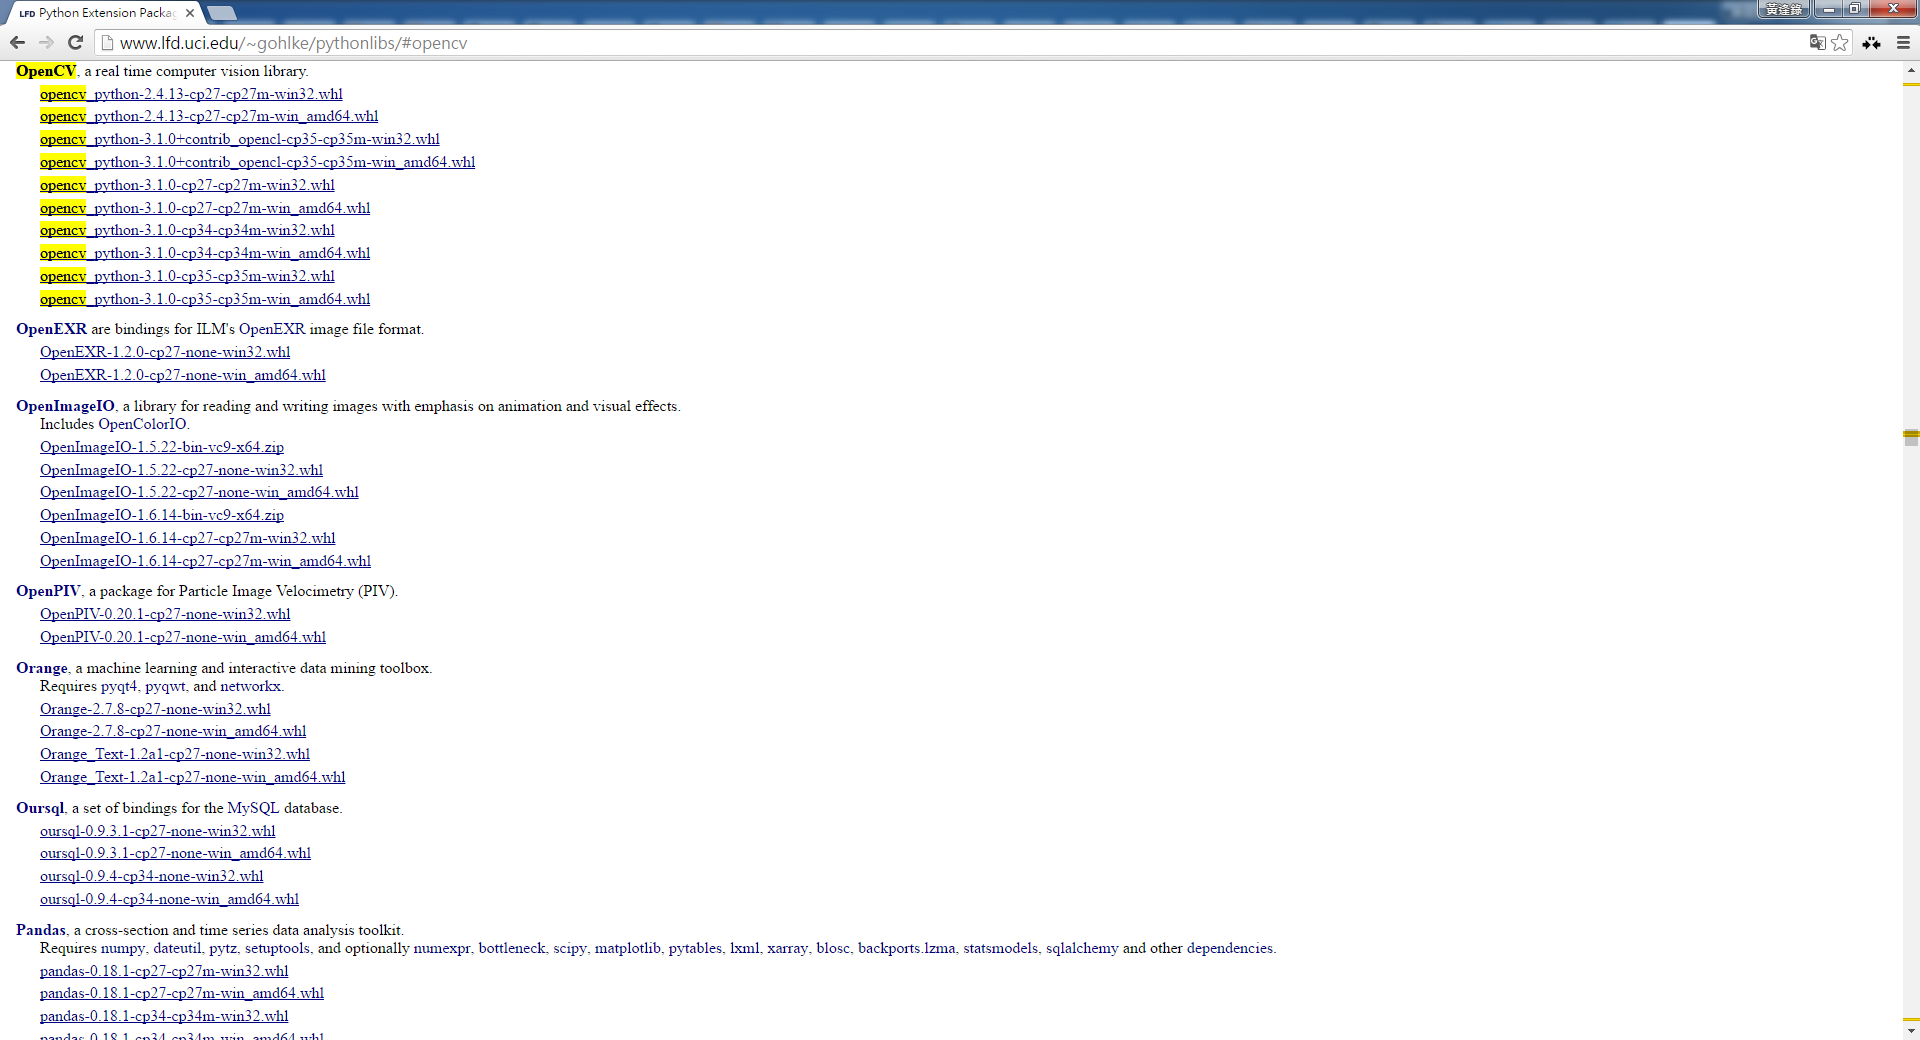 LFD Python Extension Packag
黃逢錄
www.lfd.uci.edu/~gohlke/pythonlibs/#opencv
OpenCV, a real time computer vision library.
opencv_python-2.4.13-cp27-cp27m-win32.whl
opencv_python-2.4.13-cp27-cp27m-win_amd64.whl
opencv_python-3.1.0+contrib_opencl-cp35-cp35m-win32.whl
opencv_python-3.1.0+contrib_opencl-cp35-cp35m-win_amd64.whl
opencv_python-3.1.0-cp27-cp27m-win32.whl
opencv_python-3.1.0-cp27-cp27m-win_amd64.whl
opencv_python-3.1.0-cp34-cp34m-win32.whl
opencv_python-3.1.0-cp34-cp34m-win_amd64.whl
opencv_python-3.1.0-cp35-cp35m-win32.whl
opencv_python-3.1.0-cp35-cp35m-win_amd64.whl
OpenEXR are bindings for ILM's OpenEXR image file format.
OpenEXR-1.2.0-cp27-none-win32.whl
OpenEXR-1.2.0-cp27-none-win_amd64.whl
OpenImageIO, a library for reading and writing images with emphasis on animation and visual effects.
Includes OpenColorIO.
OpenImageIO-1.5.22-bin-vc9-x64.zip
OpenImageIO-1.5.22-cp27-none-win32.whl
OpenImageIO-1.5.22-cp27-none-win_amd64.whl
OpenImageIO-1.6.14-bin-vc9-x64.zip
OpenImageIO-1.6.14-cp27-cp27m-win32.whl
OpenImageIO-1.6.14-cp27-cp27m-win_amd64.whl
OpenPIV, a package for Particle Image Velocimetry (PIV).
OpenPIV-0.20.1-cp27-none-win32.whl
OpenPIV-0.20.1-cp27-none-win_amd64.whl
Orange, a machine learning and interactive data mining toolbox.
Requires pyqt4, pyqwt, and networkx.
Orange-2.7.8-cp27-none-win32.whl
Orange-2.7.8-cp27-none-win_amd64.whl
Orange_Text-1.2a1-cp27-none-win32.whl
Orange_Text-1.2a1-cp27-none-win_amd64.whl
Oursql, a set of bindings for the MySQL database.
oursql-0.9.3.1-cp27-none-win32.whl
oursql-0.9.3.1-cp27-none-win_amd64.whl
oursql-0.9.4-cp34-none-win32.whl
oursql-0.9.4-cp34-none-win_amd64.whl
Pandas, a cross-section and time series data analysis toolkit.
Requires numpy, dateutil, pytz, setuptools, and optionally numexpr, bottleneck, scipy, matplotlib, pytables, lxml, xarray, blosc, backports.lzma, statsmodels, sqlalchemy and other dependencies.
pandas-0.18.1-cp27-cp27m-win32.whl
pandas-0.18.1-cp27-cp27m-win_amd64.whl
pandas-0.18.1-cp34-cp34m-win32.whl
pandas-0.18.1-cp34-cp34m-win_amd64.whl